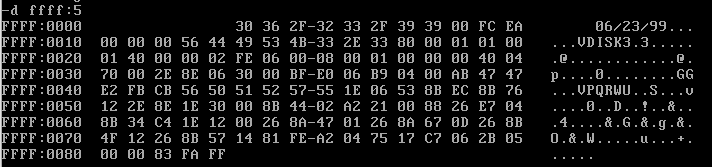 -d ffff:5
FFFF:0000                 30 36 2F-32 33 2F 39 39 00 FC EA        06/23/99...
FFFF:0010  00 00 00 56 44 49 53 4B-33 2E 33 80 00 01 01 00   ...VDISK3.3.....
FFFF:0020  01 40 00 00 02 FE 06 00-08 00 01 00 00 00 40 04   .@............@.
FFFF:0030  70 00 2E 8E 06 30 00 BF-E0 06 B9 04 00 AB 47 47   p....0........GG
FFFF:0040  E2 FB CB 56 50 51 52 57-55 1E 06 53 8B EC 8B 76   ...VPQRWU..S...v
FFFF:0050  12 2E 8E 1E 30 00 8B 44-02 A2 21 00 88 26 E7 04   ....0..D..!..&..
FFFF:0060  8B 34 C4 1E 12 00 26 8A-47 01 26 8A 67 0D 26 8B   .4....&.G.&.g.&.
FFFF:0070  4F 12 26 8B 57 14 81 FE-A2 04 75 17 C7 06 2B 05   O.&.W.....u...+.
FFFF:0080  00 00 83 FA FF                                    .....